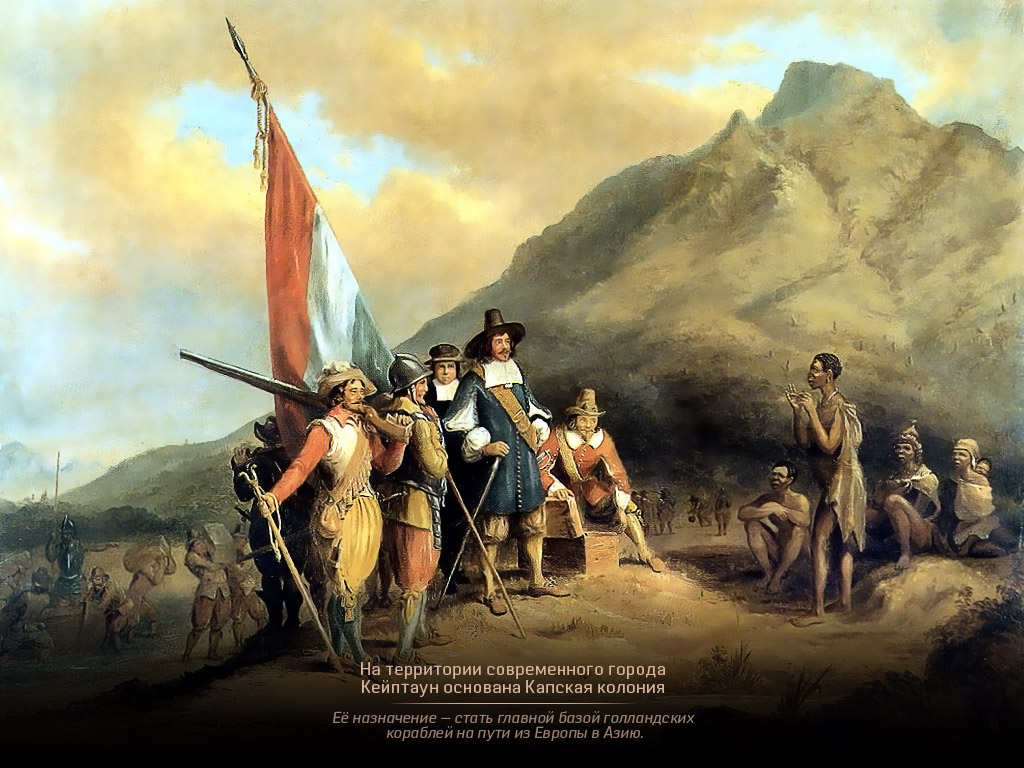 На территории современного города
Кейптаун основана Капская колония
Её назначение — стать главной базой голландских
кораблей на пути из Европы в Азию.